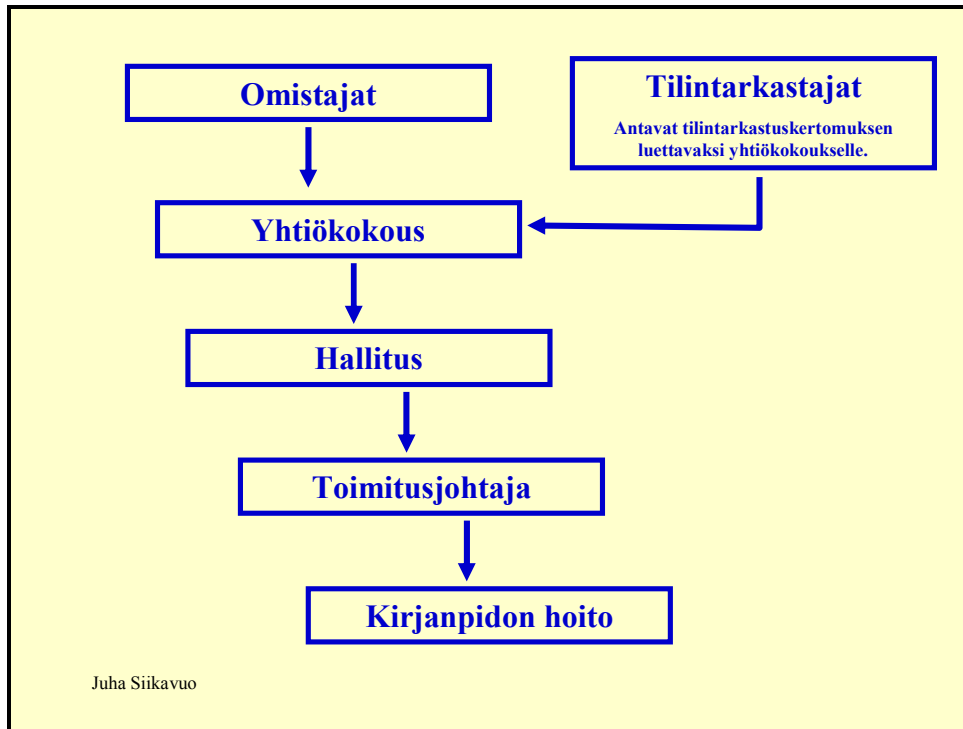 Omistajat
Tilintarkastajat
Antavat tilintarkastuskertomuksen
luettavaksi yhtiökokoukselle.
Yhtiökokous
Hallitus
Toimitusjohtaja
Kirjanpidon hoito
Juha Siikavuo